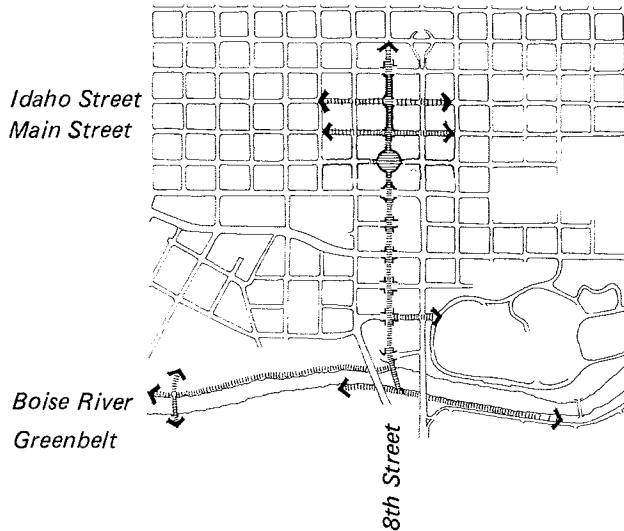 Idaho Street
Main Street
Boise River
Greenbelt
8th Street